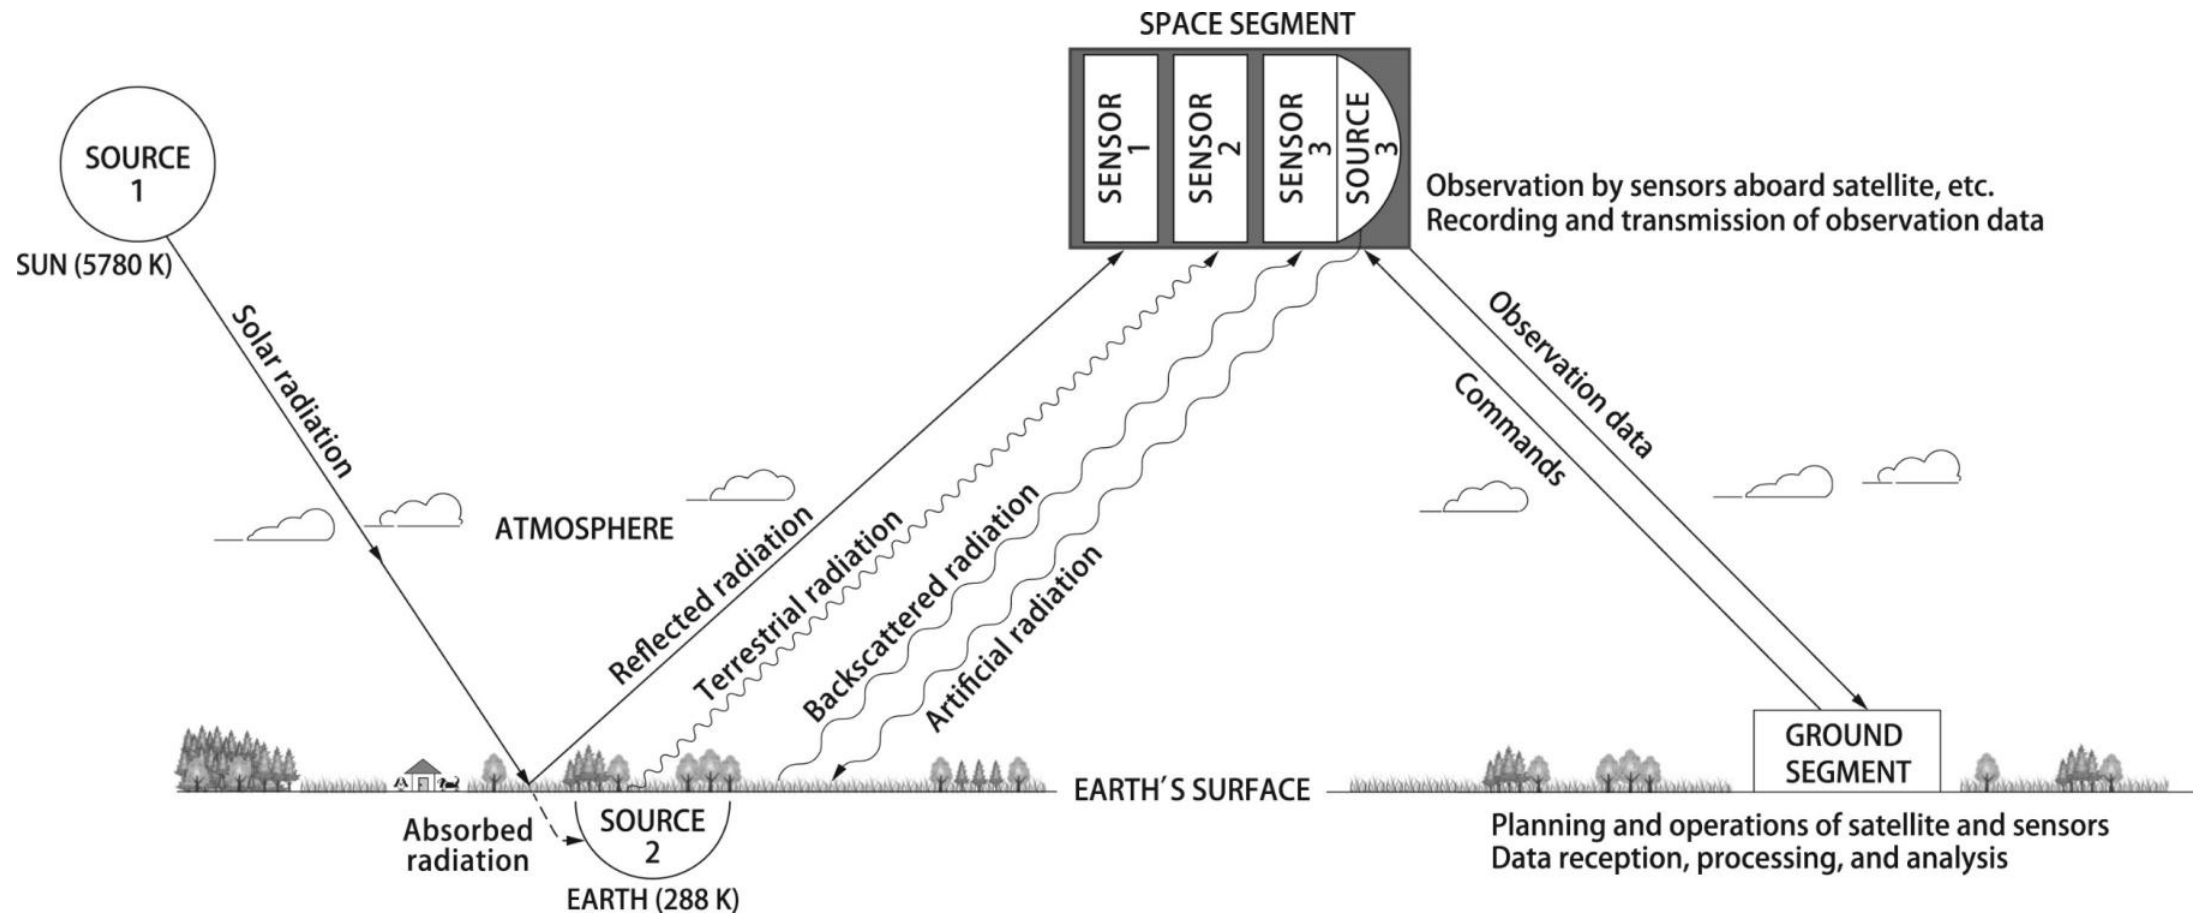 SPACE SEGMENT
SOURCE
1
SUN (5780 K)
SENSOR
1
SENSOR
2
SENSOR
3
SOURCE
3
Observation by sensors aboard satellite, etc.
Recording and transmission of observation data
Solar radiation
ATMOSPHERE
Reflected radiation
Terrestrial radiation
Backscattered radiation
Artificial radiation
Observation data
Commands
Absorbed
radiation
SOURCE
2
EARTH (288 K)
EARTH´S SURFACE
GROUND
SEGMENT
Planning and operations of satellite and sensors
Data reception, processing, and analysis